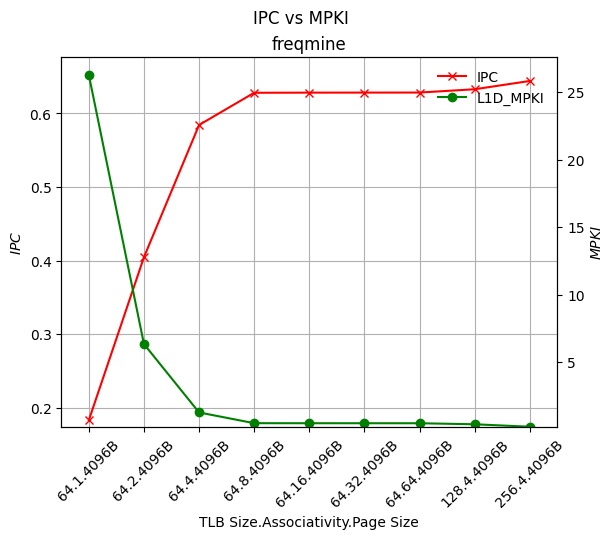 IPC vs MPKI
freqmine
IPC
L1D_MPKI
0.6
0.5
0.4
0.3
0.2
IPC
25
20
15
10
5
MPKI
64.1.4096B
64.2.4096B
64.4.4096B
64.8.4096B
64.16.4096B
64.32.4096B
64.64.4096B
128.4.4096B
256.4.4096B
TLB Size.Associativity.Page Size